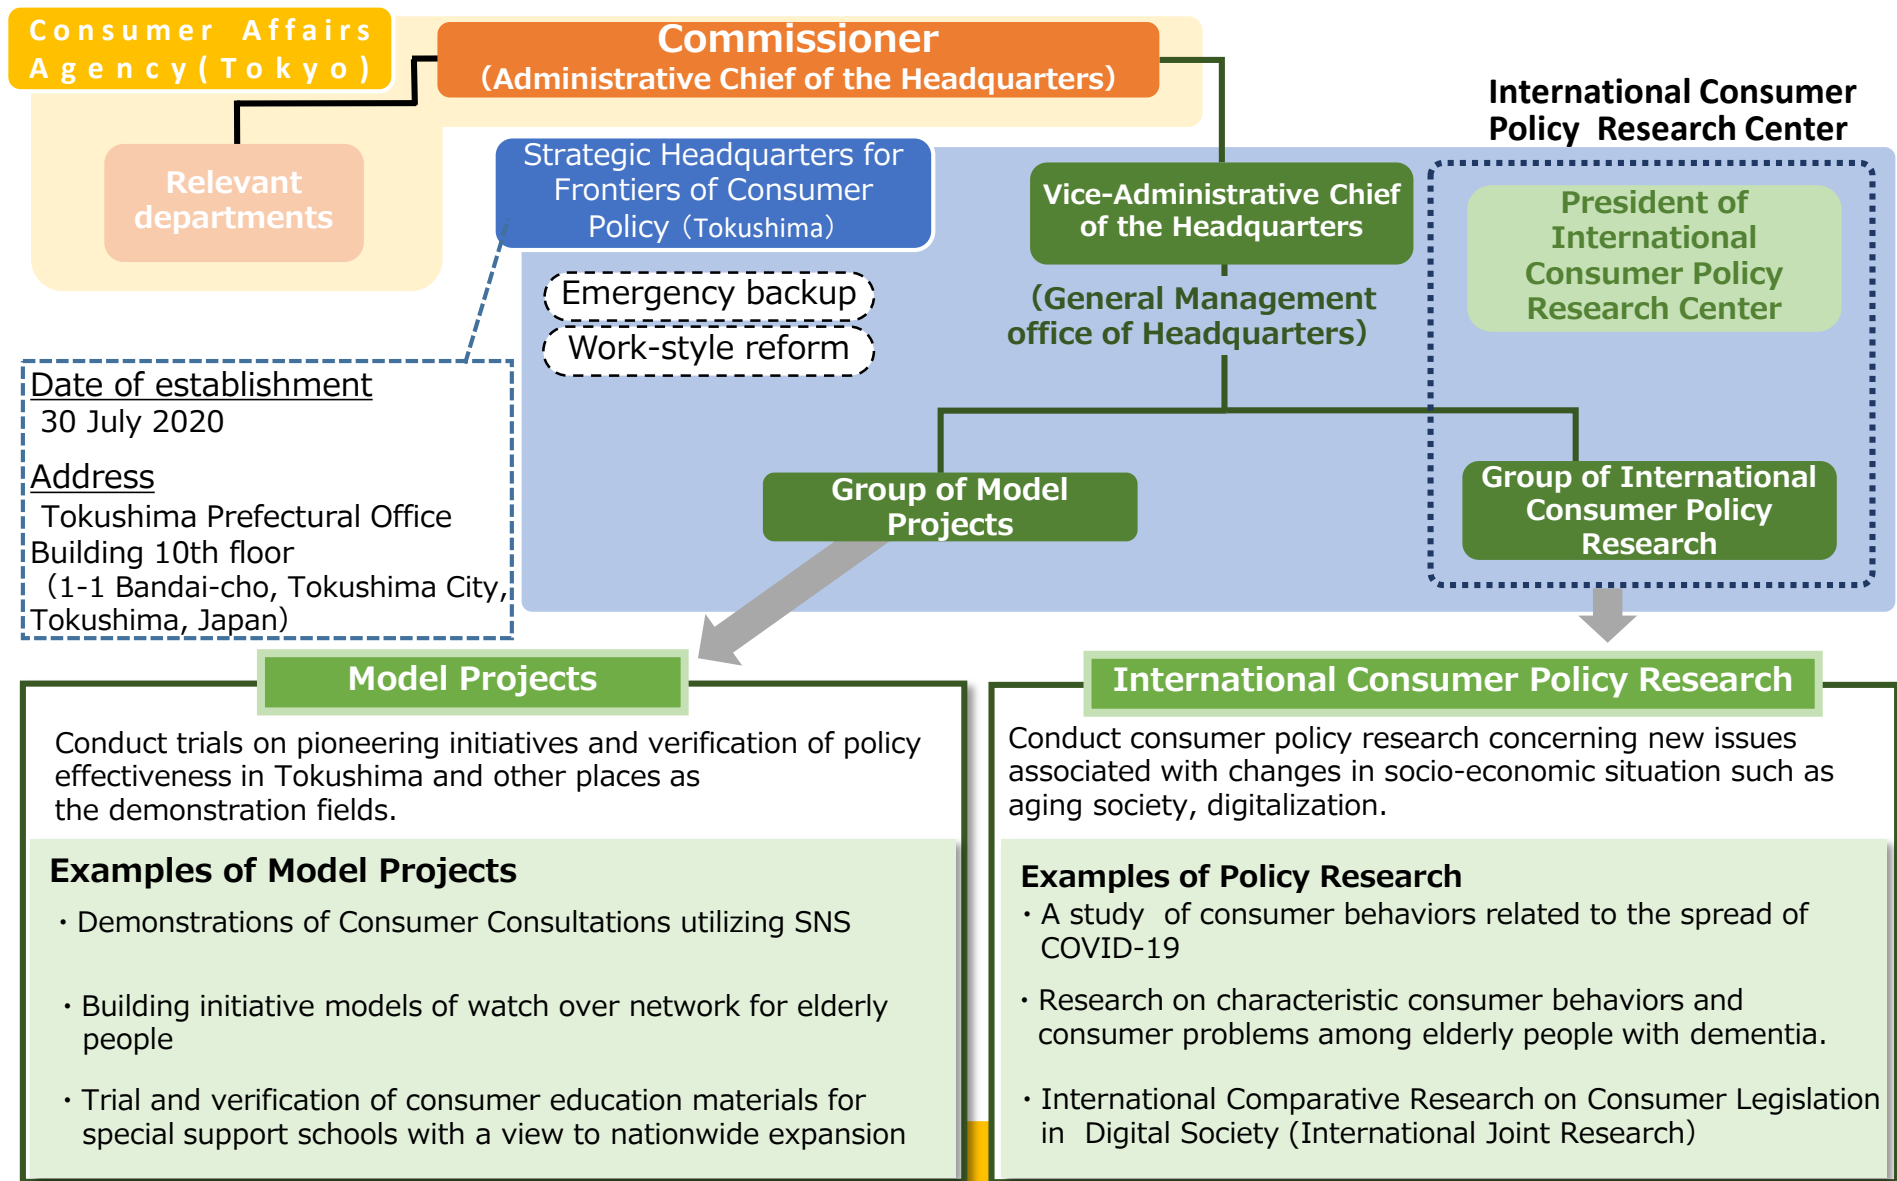 Consumer Affairs
Agency(Tokyo)
Commissioner
（Administrative Chief of the Headquarters）
Relevant
departments
Strategic Headquarters for
Frontiers of Consumer
Policy（Tokushima）
Emergency backup
Work-style reform
Vice-Administrative Chief
of the Headquarters
（General Management
office of Headquarters）
International Consumer
Policy Research Center
President of
International
Consumer Policy
Research Center
Date of establishment
30 July 2020
Address
Tokushima Prefectural Office
Building 10th floor
（1-1 Bandai-cho, Tokushima City,
Tokushima, Japan）
Group of Model
Projects
Group of International
Consumer Policy
Research
Model Projects
Conduct trials on pioneering initiatives and verification of policy
effectiveness in Tokushima and other places as
the demonstration fields.
Examples of Model Projects
・Demonstrations of Consumer Consultations utilizing SNS
・Building initiative models of watch over network for elderly
people
・Trial and verification of consumer education materials for
special support schools with a view to nationwide expansion
International Consumer Policy Research
Conduct consumer policy research concerning new issues
associated with changes in socio-economic situation such as
aging society, digitalization.
Examples of Policy Research
・A study of consumer behaviors related to the spread of
COVID-19
・Research on characteristic consumer behaviors and
consumer problems among elderly people with dementia.
・International Comparative Research on Consumer Legislation
in Digital Society (International Joint Research）